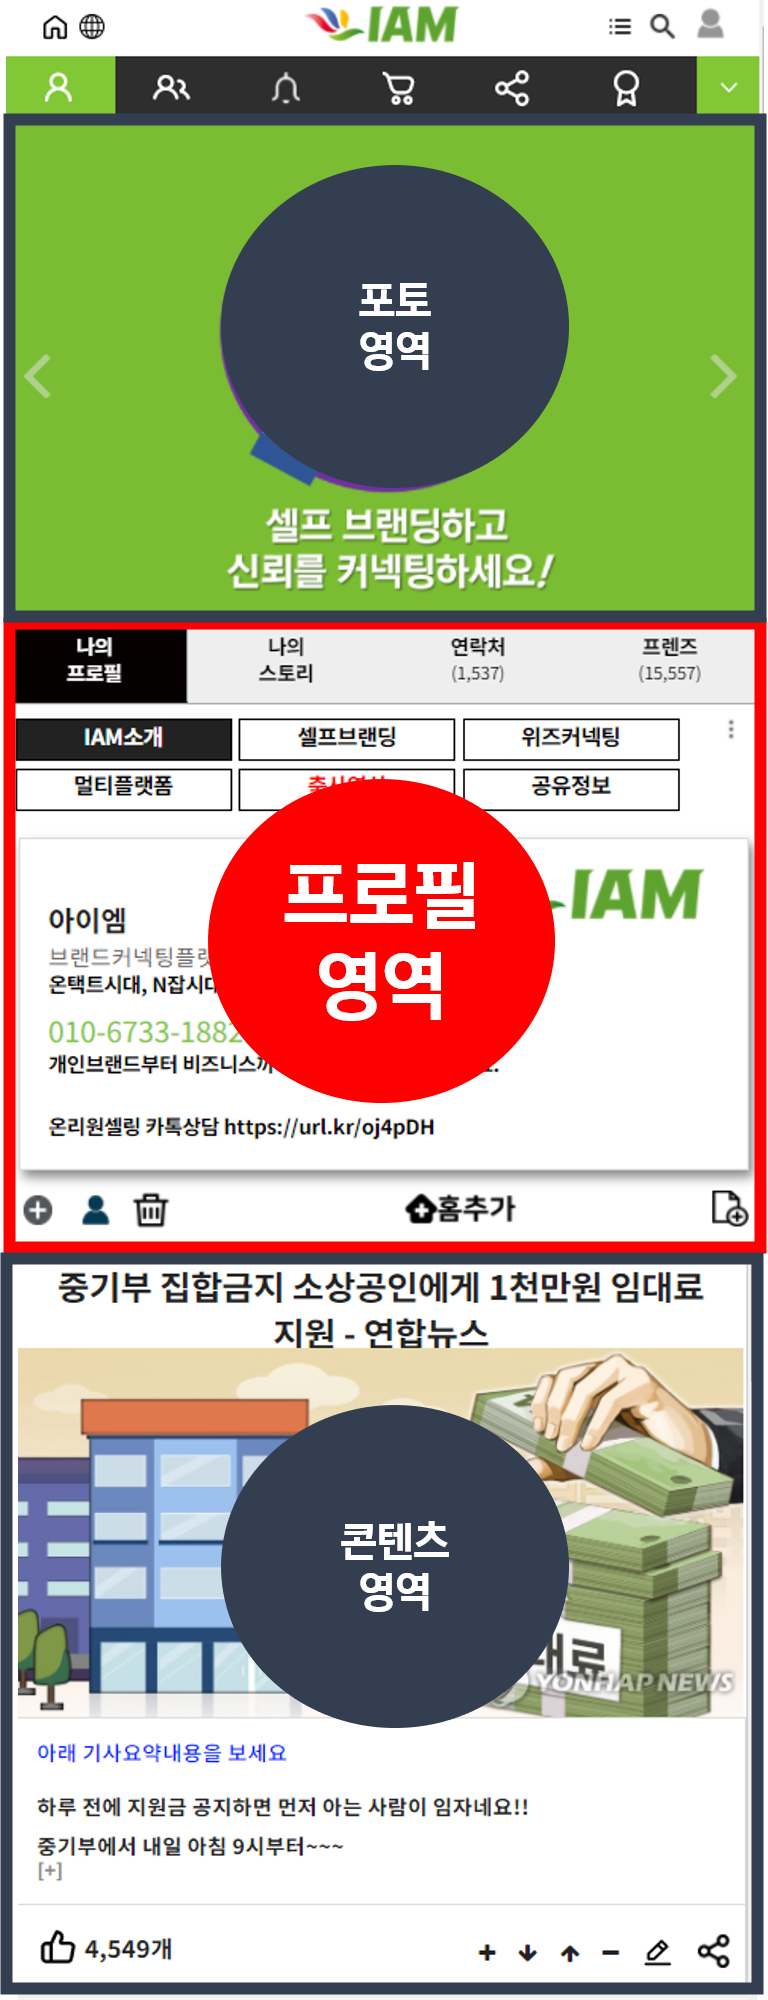 IAM
포토
영역
셀프 브랜딩하고
신뢰를 커넥팅하세요!
나의
프로필
나의
스토리
연락처
(1,537)
프렌즈
(15,557)
IAM소개
셀프브랜딩
위즈커넥팅
멀티플랫폼
공유정보
프로필
영역
IAM
아이엠
브랜드커넥팅플랫
온택트시대, N잡시대
010-6733-1882
개인브랜드부터 비즈니스까
온리원셀링 카톡상담 https://url.kr/oj4pDH
홈추가
중기부 집합금지 소상공인에게 1천만원 임대료
지원 - 연합뉴스
콘텐츠
영역
대료
YONHAP NEWS
아래 기사요약내용을 보세요
하루 전에 지원금 공지하면 먼저 아는 사람이 임자네요!!
중기부에서 내일 아침 9시부터~~~
[+]
4,549개